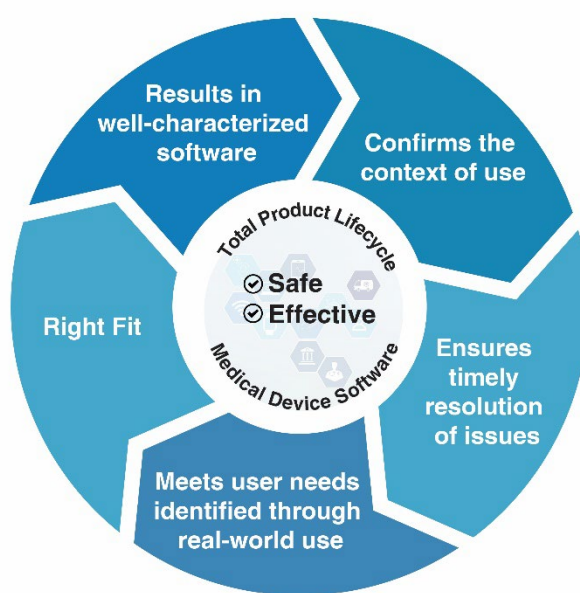 Results in
well-characterized
software
Confirms the
context of use
Ensures
timely
resolution
of issues
Meets user needs
identified through
real-world use
Right Fit
Total Product Lifecycle
Safe
Effective
Medical Device Software